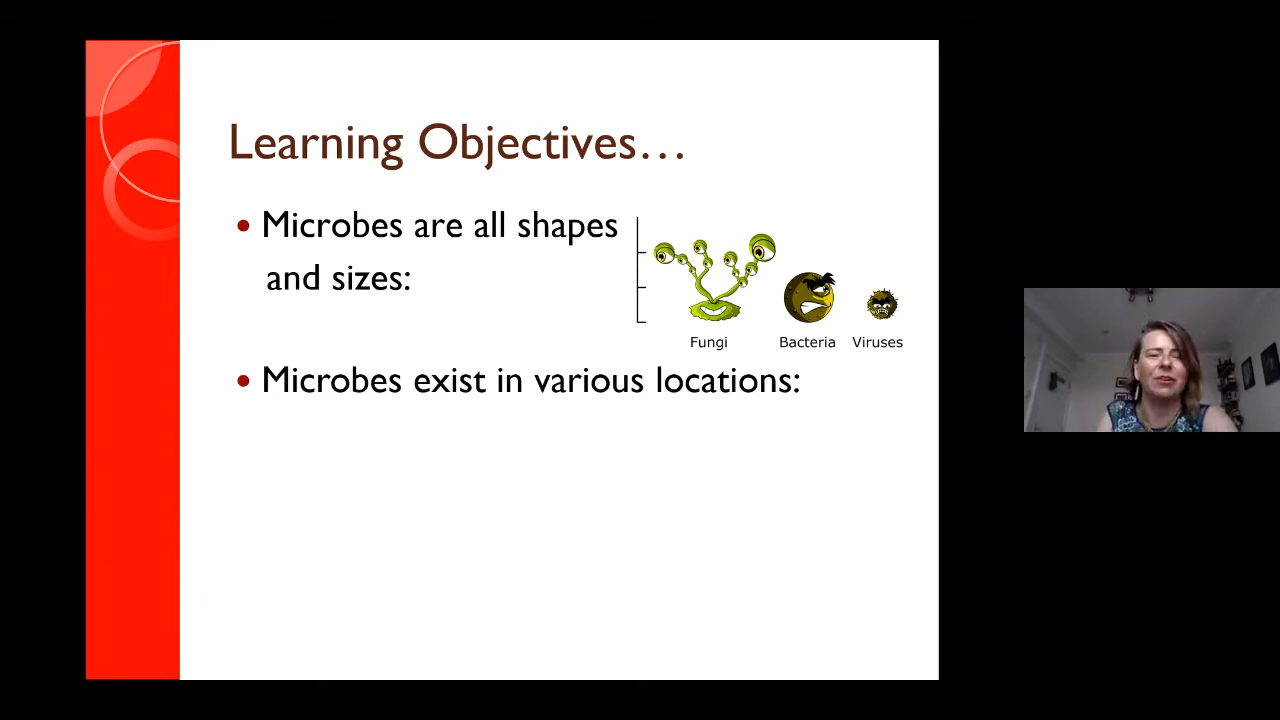 Learning Objectives…
• Microbes are all shapes
and sizes:
Fungi
Bacteria
Viruses
• Microbes exist in various locations: